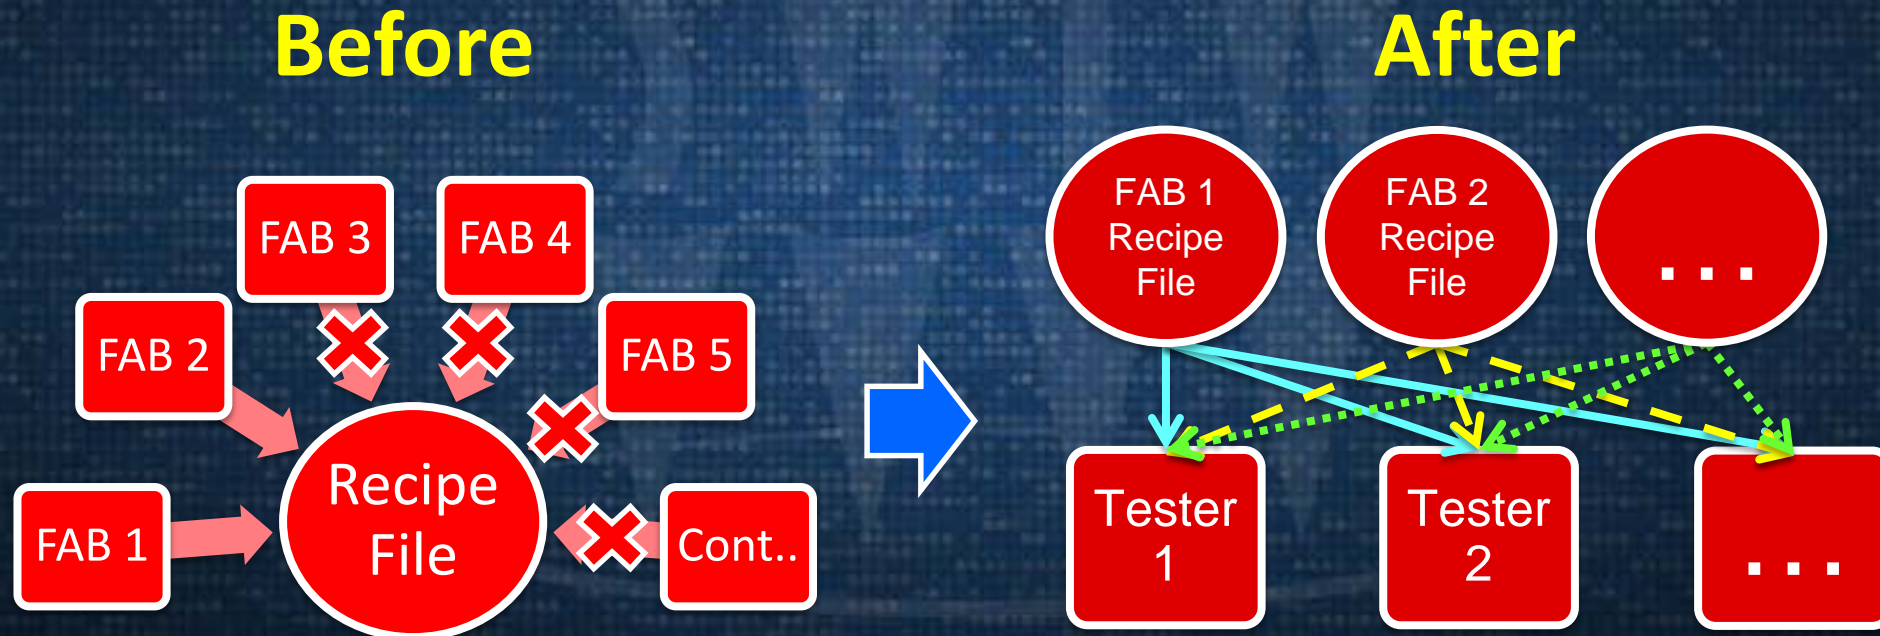 Before
FAB 3
FAB 4
FAB 2
FAB 5
FAB 1
Recipe
File
Cont..
After
FAB 1
Recipe
File
FAB 2
Recipe
File
...
Tester
1
Tester
2
...